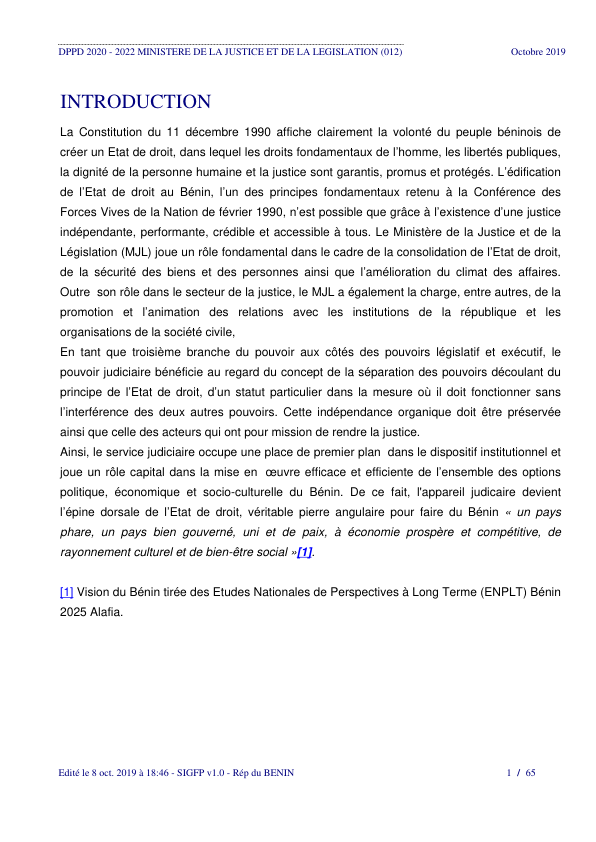 DPPD 2020 - 2022 MINISTERE DE LA JUSTICE ET DE LA LEGISLATION (012) Octobre 2019
INTRODUCTION
La Constitution du 11 décembre 1990 affiche clairement la volonté du peuple béninois de
créer un Etat de droit, dans lequel les droits fondamentaux de l'homme, les libertés publiques,
la dignité de la personne humaine et la justice sont garantis, promus et protégés. L'édification
de l'Etat de droit au Bénin, l'un des principes fondamentaux retenu à la Conférence des
Forces Vives de la Nation de février 1990, n'est possible que grâce à l'existence d'une justice
indépendante, performante, crédible et accessible à tous. Le Ministère de la Justice et de la
Législation (MJL) joue un rôle fondamental dans le cadre de la consolidation de l'Etat de droit,
de la sécurité des biens et des personnes ainsi que l'amélioration du climat des affaires.
Outre son rôle dans le secteur de la justice, le MJL a également la charge, entre autres, de la
promotion et l'animation des relations avec les institutions de la république et les
organisations de la société civile,
En tant que troisième branche du pouvoir aux côtés des pouvoirs législatif et exécutif, le
pouvoir judiciaire bénéficie au regard du concept de la séparation des pouvoirs découlant du
principe de l'Etat de droit, d'un statut particulier dans la mesure où il doit fonctionner sans
l'interférence des deux autres pouvoirs. Cette indépendance organique doit être préservée
ainsi que celle des acteurs qui ont pour mission de rendre la justice.
Ainsi, le service judiciaire occupe une place de premier plan dans le dispositif institutionnel et
joue un rôle capital dans la mise en œuvre efficace et efficiente de l'ensemble des options
politique, économique et socio-culturelle du Bénin. De ce fait, l'appareil judicaire devient
l'épine dorsale de l'Etat de droit, véritable pierre angulaire pour faire du Bénin « un pays
phare, un pays bien gouverné, uni et de paix, à économie prospère et compétitive, de
rayonnement culturel et de bien-être social »[1].
[1] Vision du Bénin tirée des Etudes Nationales de Perspectives à Long Terme (ENPLT) Bénin
2025 Alafia.
Edité le 8 oct. 2019 à 18:46 - SIGFP v1.0 - Rép du BENIN 1 / 65